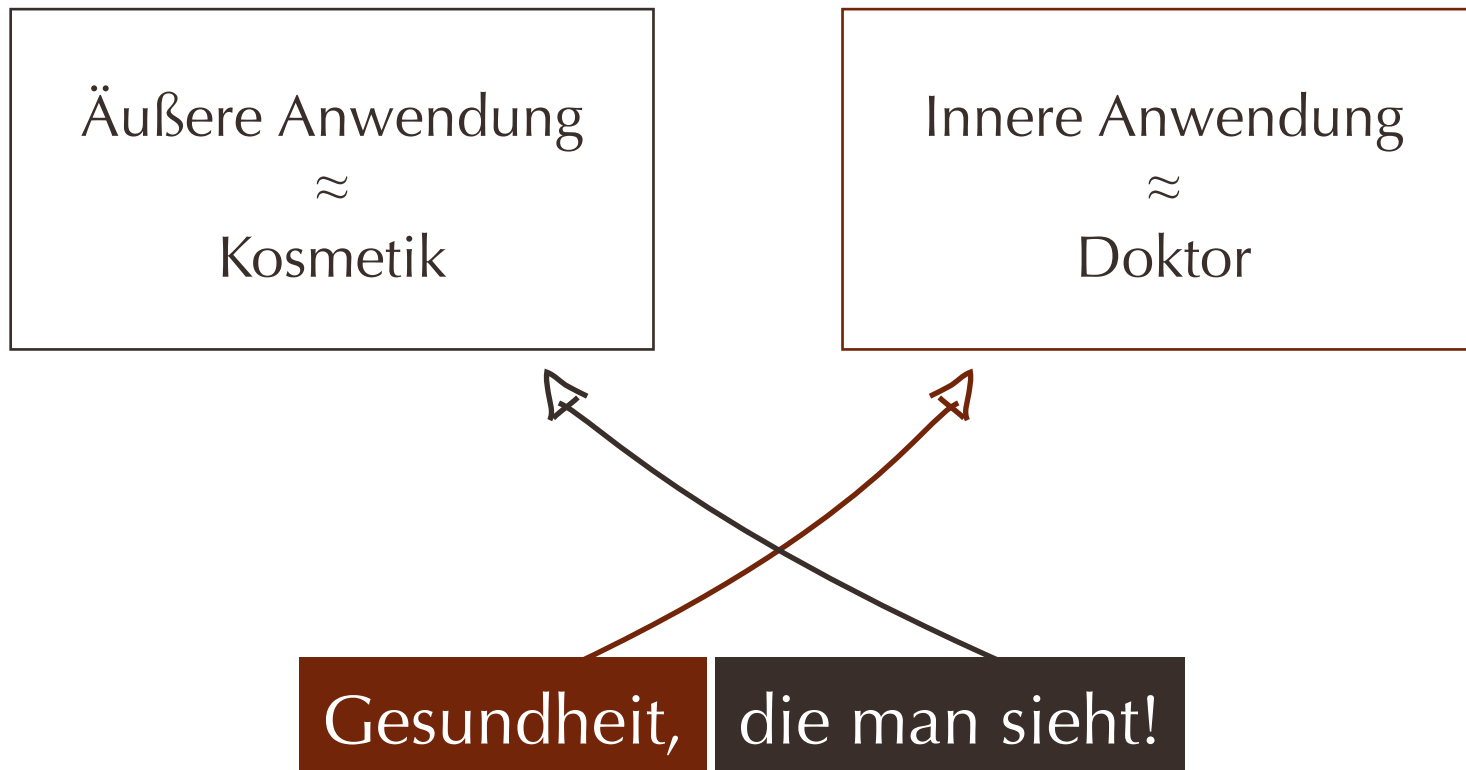 Äußere Anwendung
≈
Kosmetik
Innere Anwendung
≈
Doktor
Gesundheit, die man sieht!